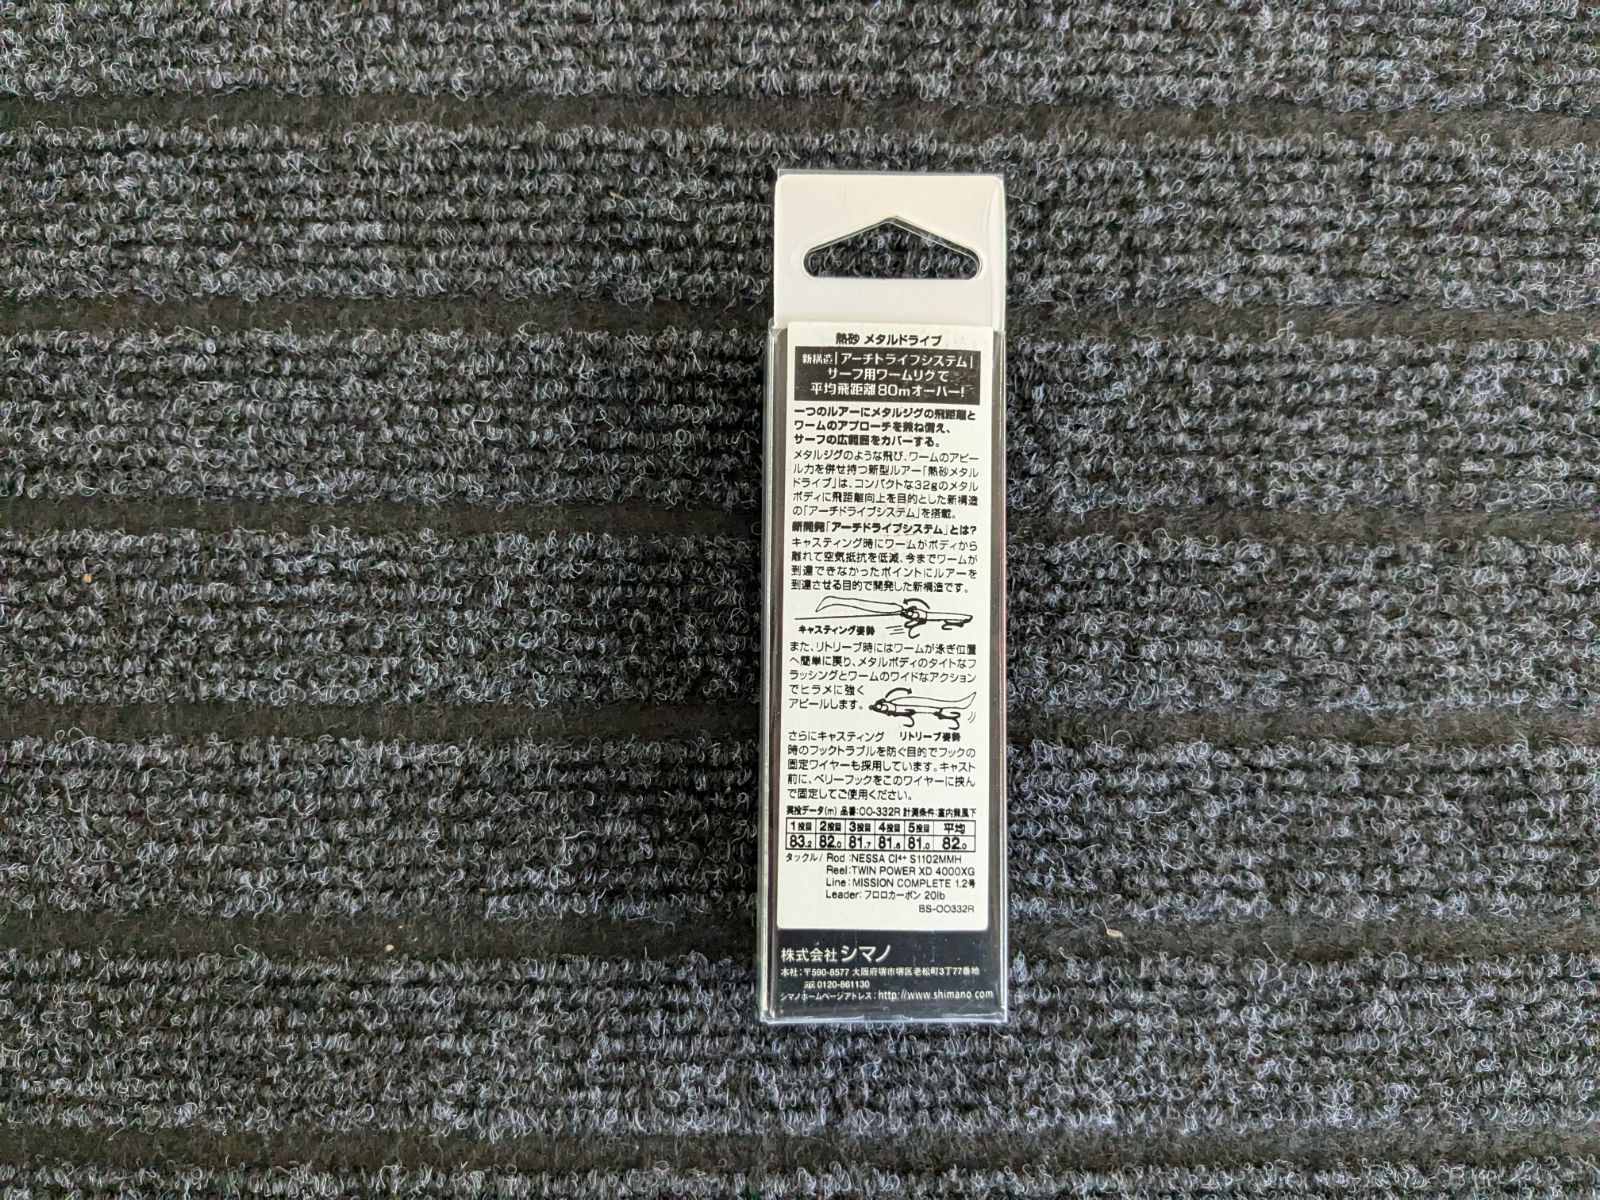 熱砂 メタルドライブ
新構造「アーチドライブシステム」
サーフ用ワームリグで
平均飛距離80mオーバー!
一つのルアーにメタルジグの飛距離と
ワームのアプローチを兼ね備え、
サーフの広範囲をカバーする。
メタルジグのような飛び、ワームのアピー
ル力を併せ持つ新型ルアー「熱砂メタル
ドライブ」は、コンパクトな32gのメタル
ボディに飛距離向上を目的とした新構造
の「アーチドライブシステム」を搭載。
新開発「アーチドライブシステム」とは?
キャスティング時にワームがボディから
離れて空気抵抗を低減、今までワームが
到達できなかったポイントにルアーを
到達させる目的で開発した新構造です。
キャスティング姿勢
また、リトリーブ時にはワームが泳ぎ位置
へ簡単に戻り、メタルボディのタイトなフ
ラッシングとワームのワイドなアクション
でヒラメに強く
アピールします。
リトリーブ姿勢
さらにキャスティング
時のフックトラブルを防ぐ目的でフックの
固定ワイヤーも採用しています。キャスト
前に、ベリーフックをこのワイヤーに挟ん
で固定してご使用ください。
実投データ(m) 品番:OO-332R 計測条件:室内無風下
1投目 2投目 3投目 4投目 5投目 平均
83.2 82.0 81.7 81.8 81.0 82.0
タックル/ Rod :NESSA CI4+ S1102MMH
Reel:TWIN POWER XD 4000XG
Line:MISSION COMPLETE 1.2号
Leader:フロロカーボン 20lb
BS-OO332R
株式会社シマノ
本社:〒590-8577 大阪府堺市堺区老松町3丁77番地
0120-861130
シマノホームページアドレス:http://www.shimano.com